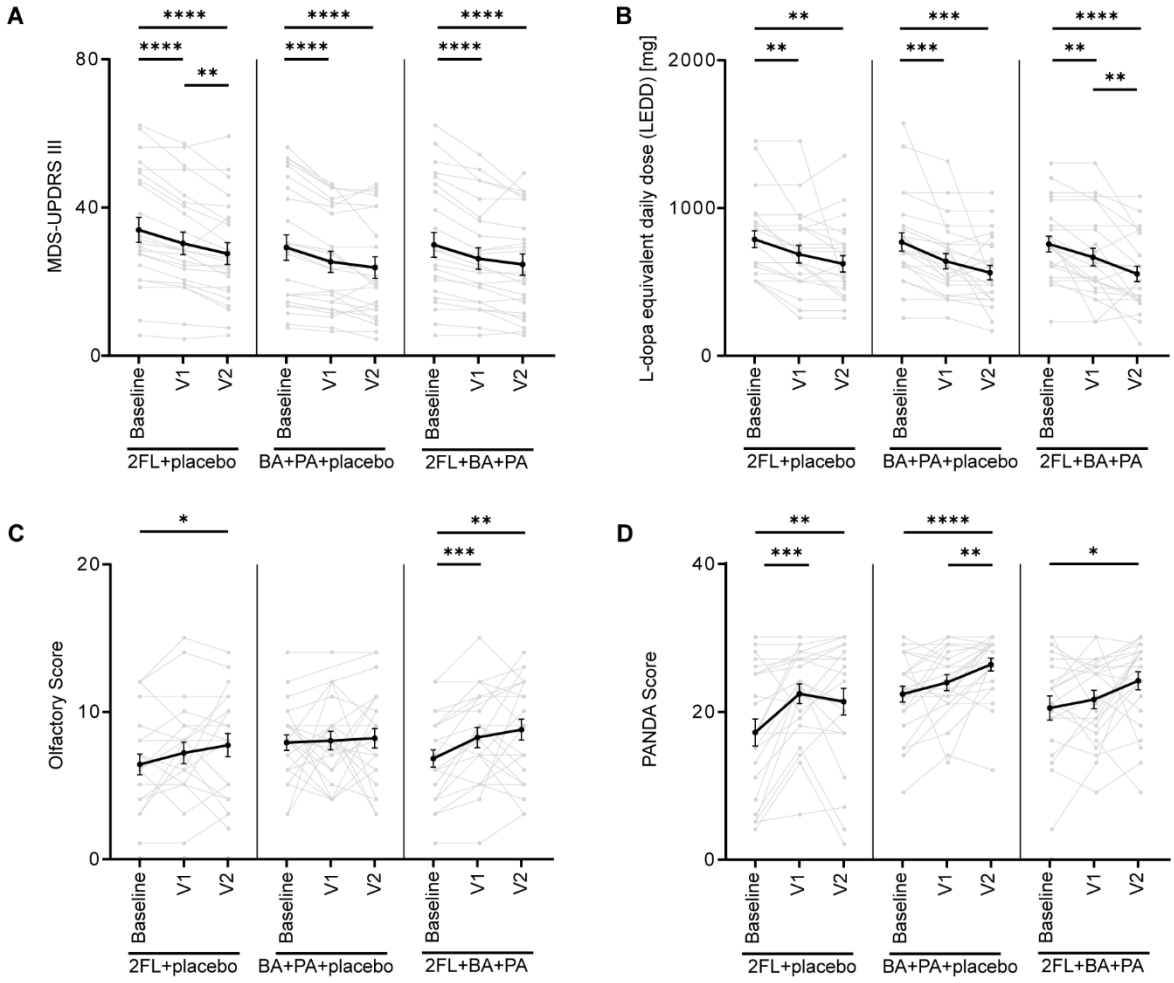 A
**** **** ****
**** **** ****
**
80
40
0
MDS-UPDRS III
Baseline V1 V2 Baseline V1 V2 Baseline V1 V2
2FL+placebo BA+PA+placebo 2FL+BA+PA
B
** *** ****
** *** **
**
2000
1000
0
L-dopa equivalent daily dose (LEDD) [mg]
Baseline V1 V2 Baseline V1 V2 Baseline V1 V2
2FL+placebo BA+PA+placebo 2FL+BA+PA
C
* **
***
20
10
0
Olfactory Score
Baseline V1 V2 Baseline V1 V2 Baseline V1 V2
2FL+placebo BA+PA+placebo 2FL+BA+PA
D
** **** *
*** **
40
20
0
PANDA Score
Baseline V1 V2 Baseline V1 V2 Baseline V1 V2
2FL+placebo BA+PA+placebo 2FL+BA+PA